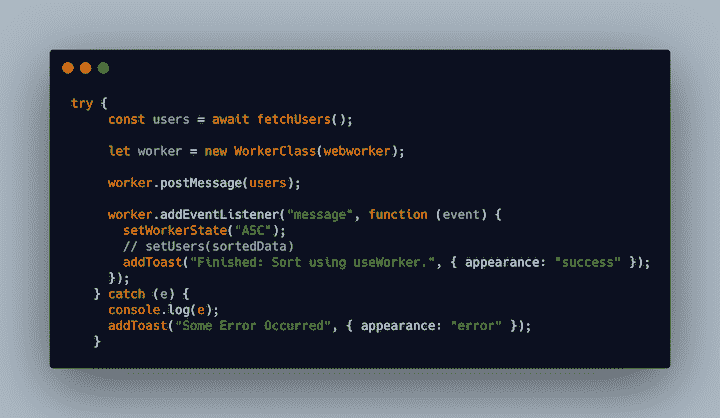 try {
const users = await fetchUsers();
let worker = new WorkerClass(webworker);
worker.postMessage(users);
worker.addEventListener("message", function (event) {
setWorkerState("ASC");
// setUsers(sortedData)
addToast("Finished: Sort using useWorker.", { appearance: "success" });
});
} catch (e) {
console.log(e);
addToast("Some Error Occurred", { appearance: "error" });
}